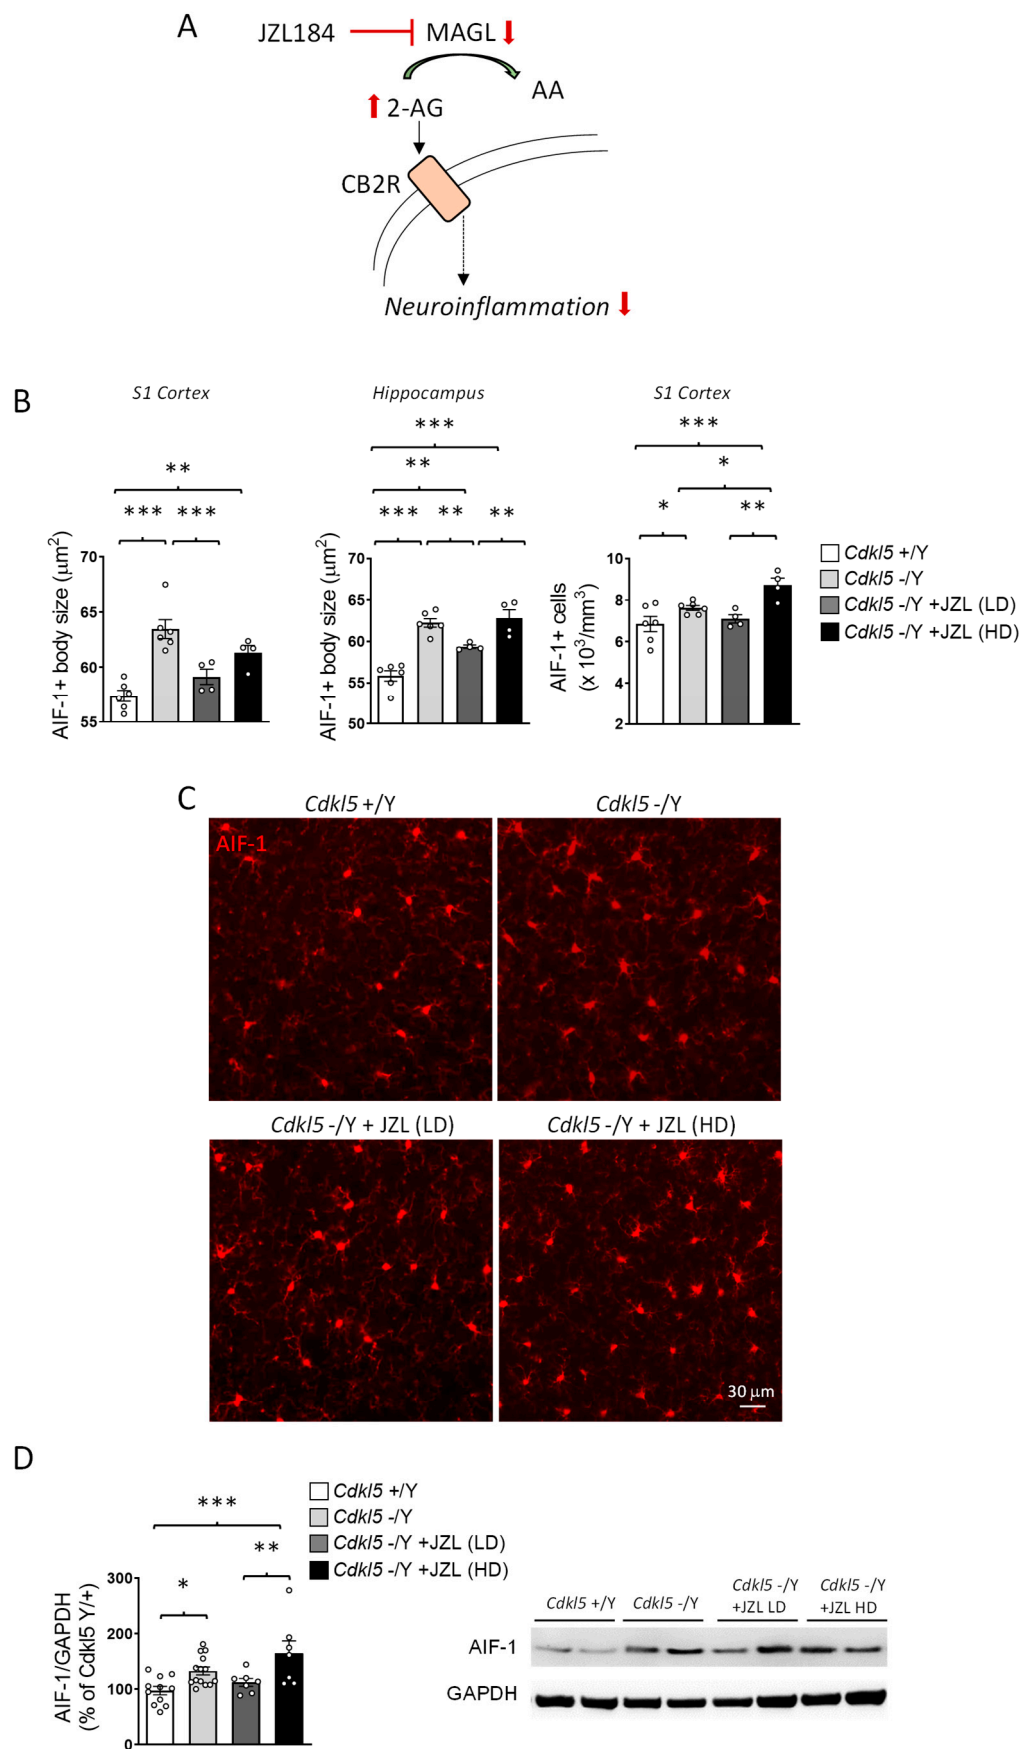 A
JZL184
MAGL
AA
2-AG
CB2R
Neuroinflammation
B
S1 Cortex
Hippocampus
S1 Cortex
***
***
**
**
*
**
***
***
***
**
**
*
**
AIF-1+ body size (μm²)
70
65
60
55
AIF-1+ body size (μm²)
70
65
60
55
50
AIF-1+ cells
(x 10³/mm³)
10
8
6
4
2
Cdkl5 +/Y
Cdkl5 -/Y
Cdkl5 -/Y +JZL (LD)
Cdkl5 -/Y +JZL (HD)
C
Cdkl5 +/Y
Cdkl5 -/Y
AIF-1
Cdkl5 -/Y + JZL (LD)
Cdkl5 -/Y + JZL (HD)
30 μm
D
Cdkl5 +/Y
Cdkl5 -/Y
Cdkl5 -/Y +JZL (LD)
Cdkl5 -/Y +JZL (HD)
***
**
*
AIF-1/GAPDH
(% of Cdkl5 Y/+)
300
200
100
0
Cdkl5 +/Y
Cdkl5 -/Y
Cdkl5 -/Y
+JZL LD
Cdkl5 -/Y
+JZL HD
AIF-1
GAPDH